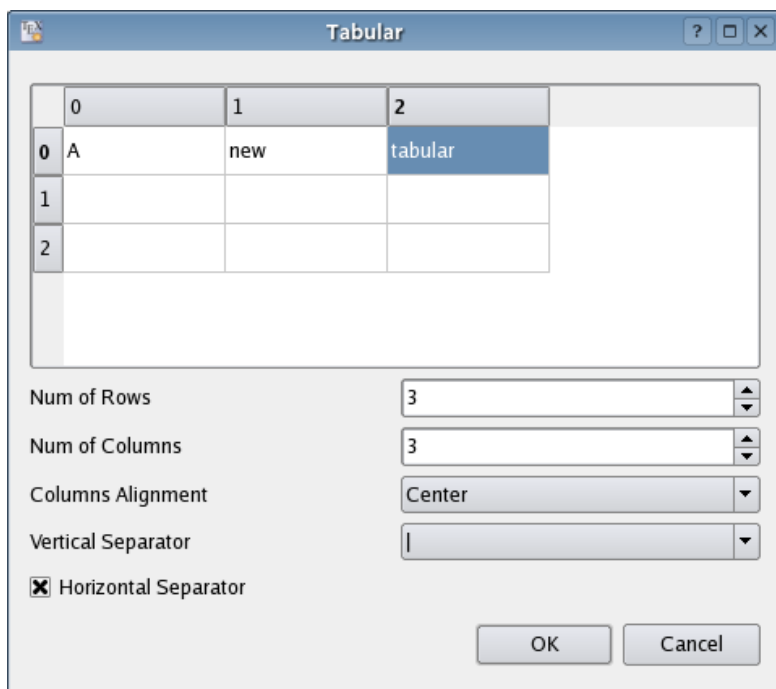 Tabular
0 1 2
0 A new tabular
1
2
Num of Rows 3
Num of Columns 3
Columns Alignment Center
Vertical Separator |
Horizontal Separator
OK Cancel